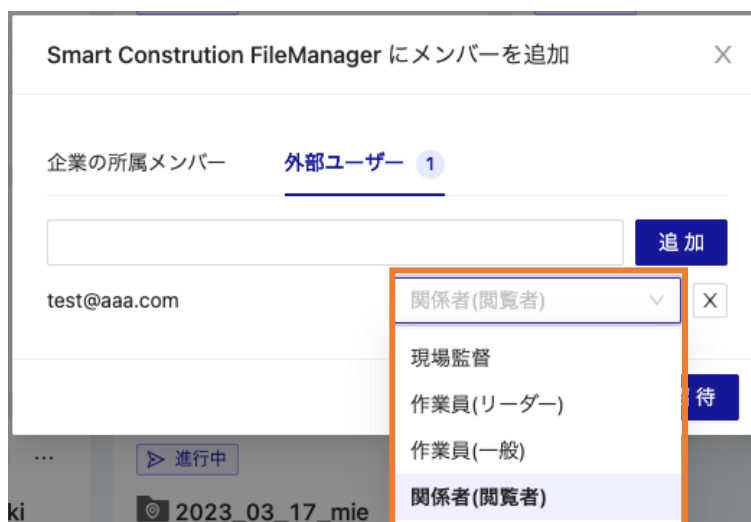 Smart Constrution FileManager にメンバーを追加
企業の所属メンバー 外部ユーザー 1
追加
test@aaa.com 関係者(閲覧者) X
現場監督
作業員(リーダー)
待
作業員(一般)
... 進行中
関係者(閲覧者)
ki 2023_03_17_mie